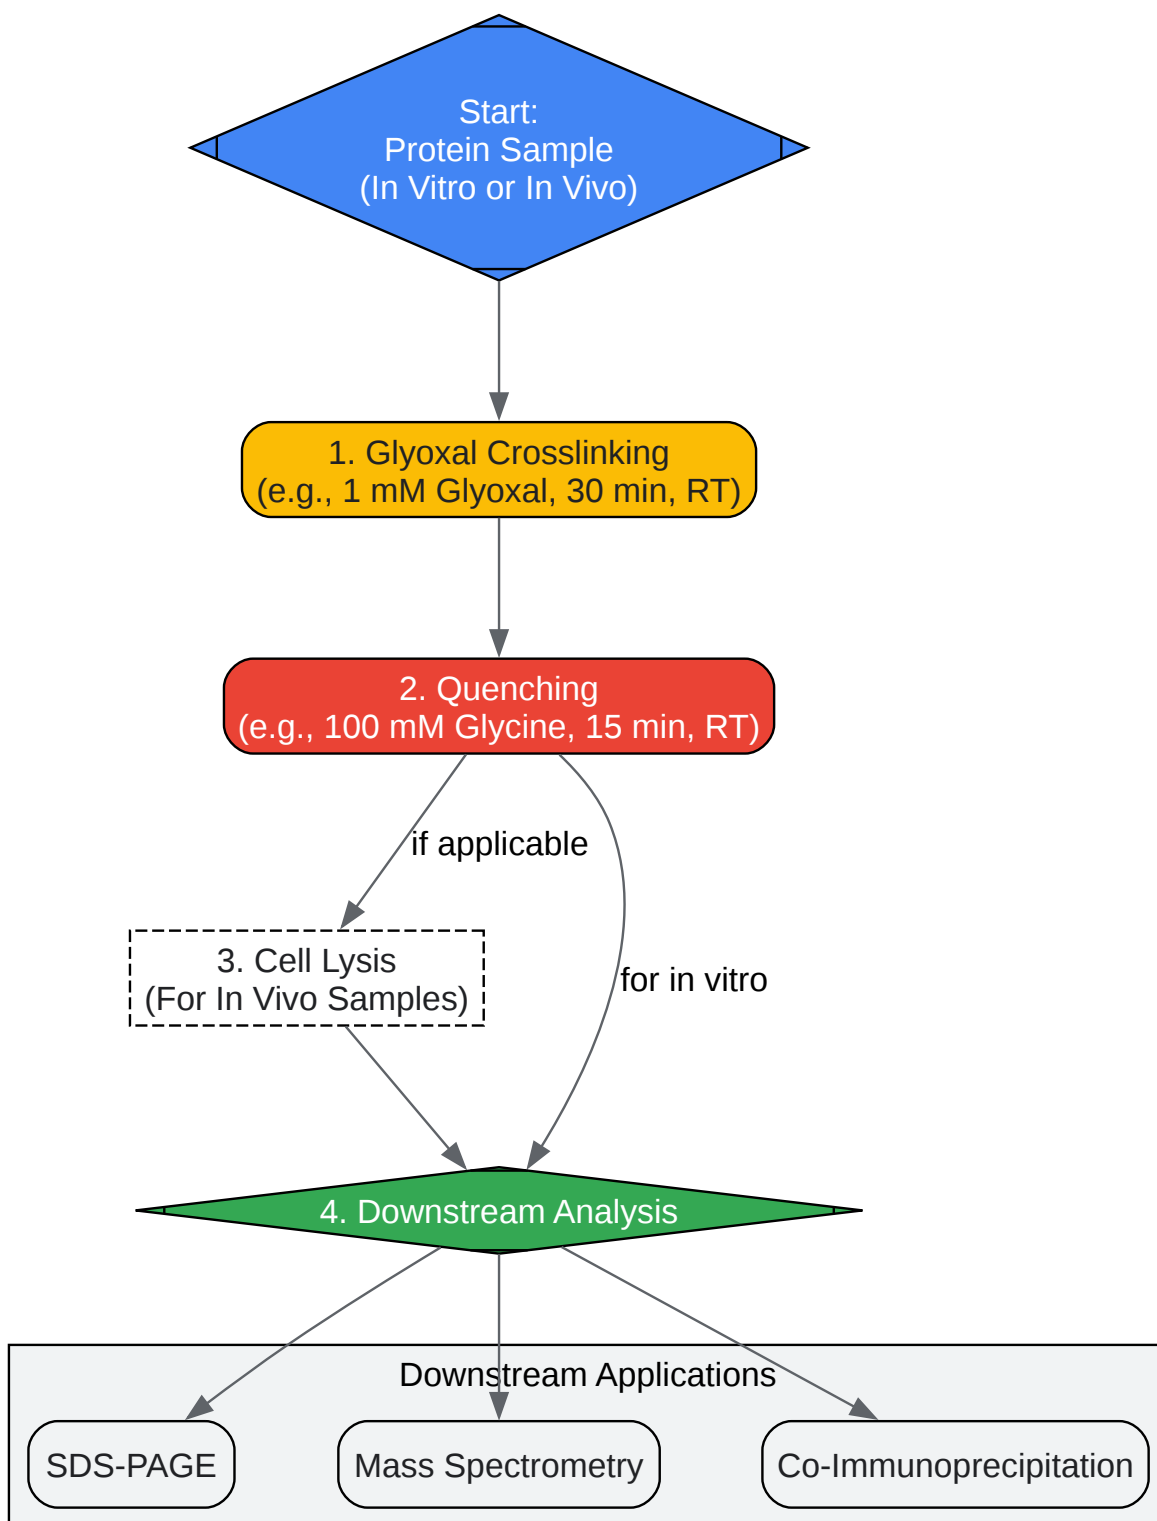 Start:
Protein Sample
(In Vitro or In Vivo)
1. Glyoxal Crosslinking
(e.g., 1 mM Glyoxal, 30 min, RT)
2. Quenching
(e.g., 100 mM Glycine, 15 min, RT)
if applicable
3. Cell Lysis
(For In Vivo Samples)
for in vitro
4. Downstream Analysis
Downstream Applications
SDS-PAGE
Mass Spectrometry
Co-Immunoprecipitation